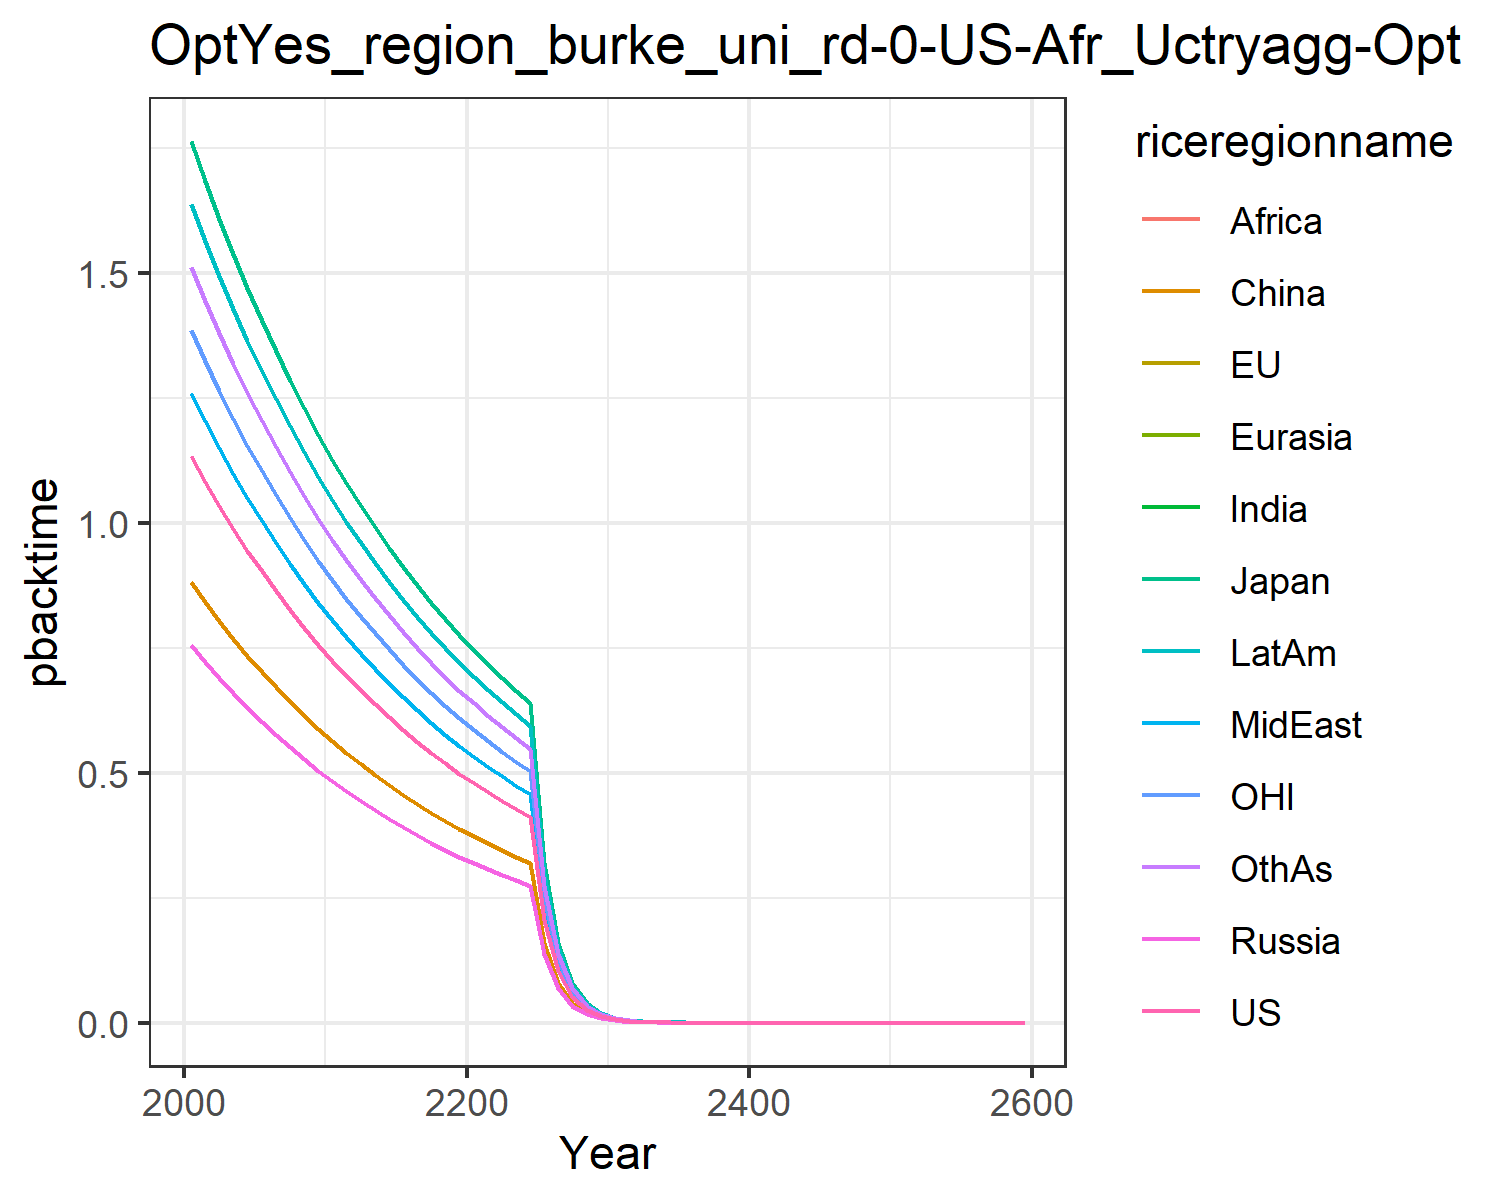 OptYes_region_burke_uni_rd-0-US-Afr_Uctryagg-Opt
pbacktime
1.5
1.0
0.5
0.0
2000
2200
2400
2600
Year
riceregionname
Africa
China
EU
Eurasia
India
Japan
LatAm
MidEast
OHI
OthAs
Russia
US